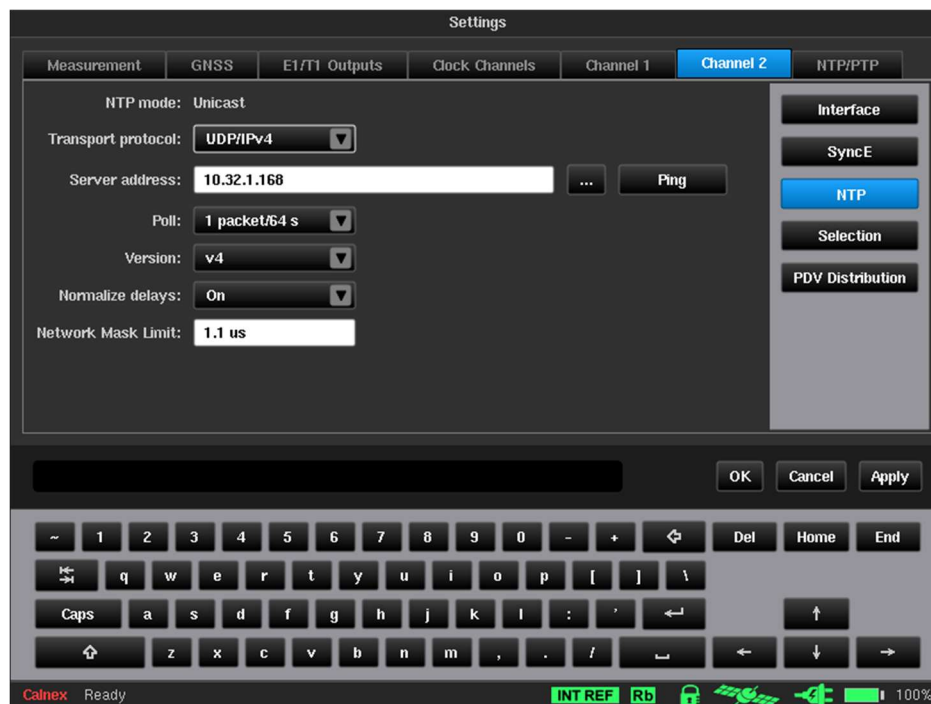 Settings
Measurement GNSS E1/T1 Outputs Clock Channels Channel 1 Channel 2 NTP/PTP
NTP mode: Unicast
Transport protocol: UDP/IPv4
Server address: 10.32.1.168 ... Ping
Poll: 1 packet/64 s
Version: v4
Normalize delays: On
Network Mask Limit: 1.1 us
Interface
SyncE
NTP
Selection
PDV Distribution
OK Cancel Apply
~ 1 2 3 4 5 6 7 8 9 0 - + Del Home End
q w e r t y u i o p [ ] \
Caps a s d f g h j k l : '
z x c v b n m , . /
Calnex Ready INT REF Rb 100%